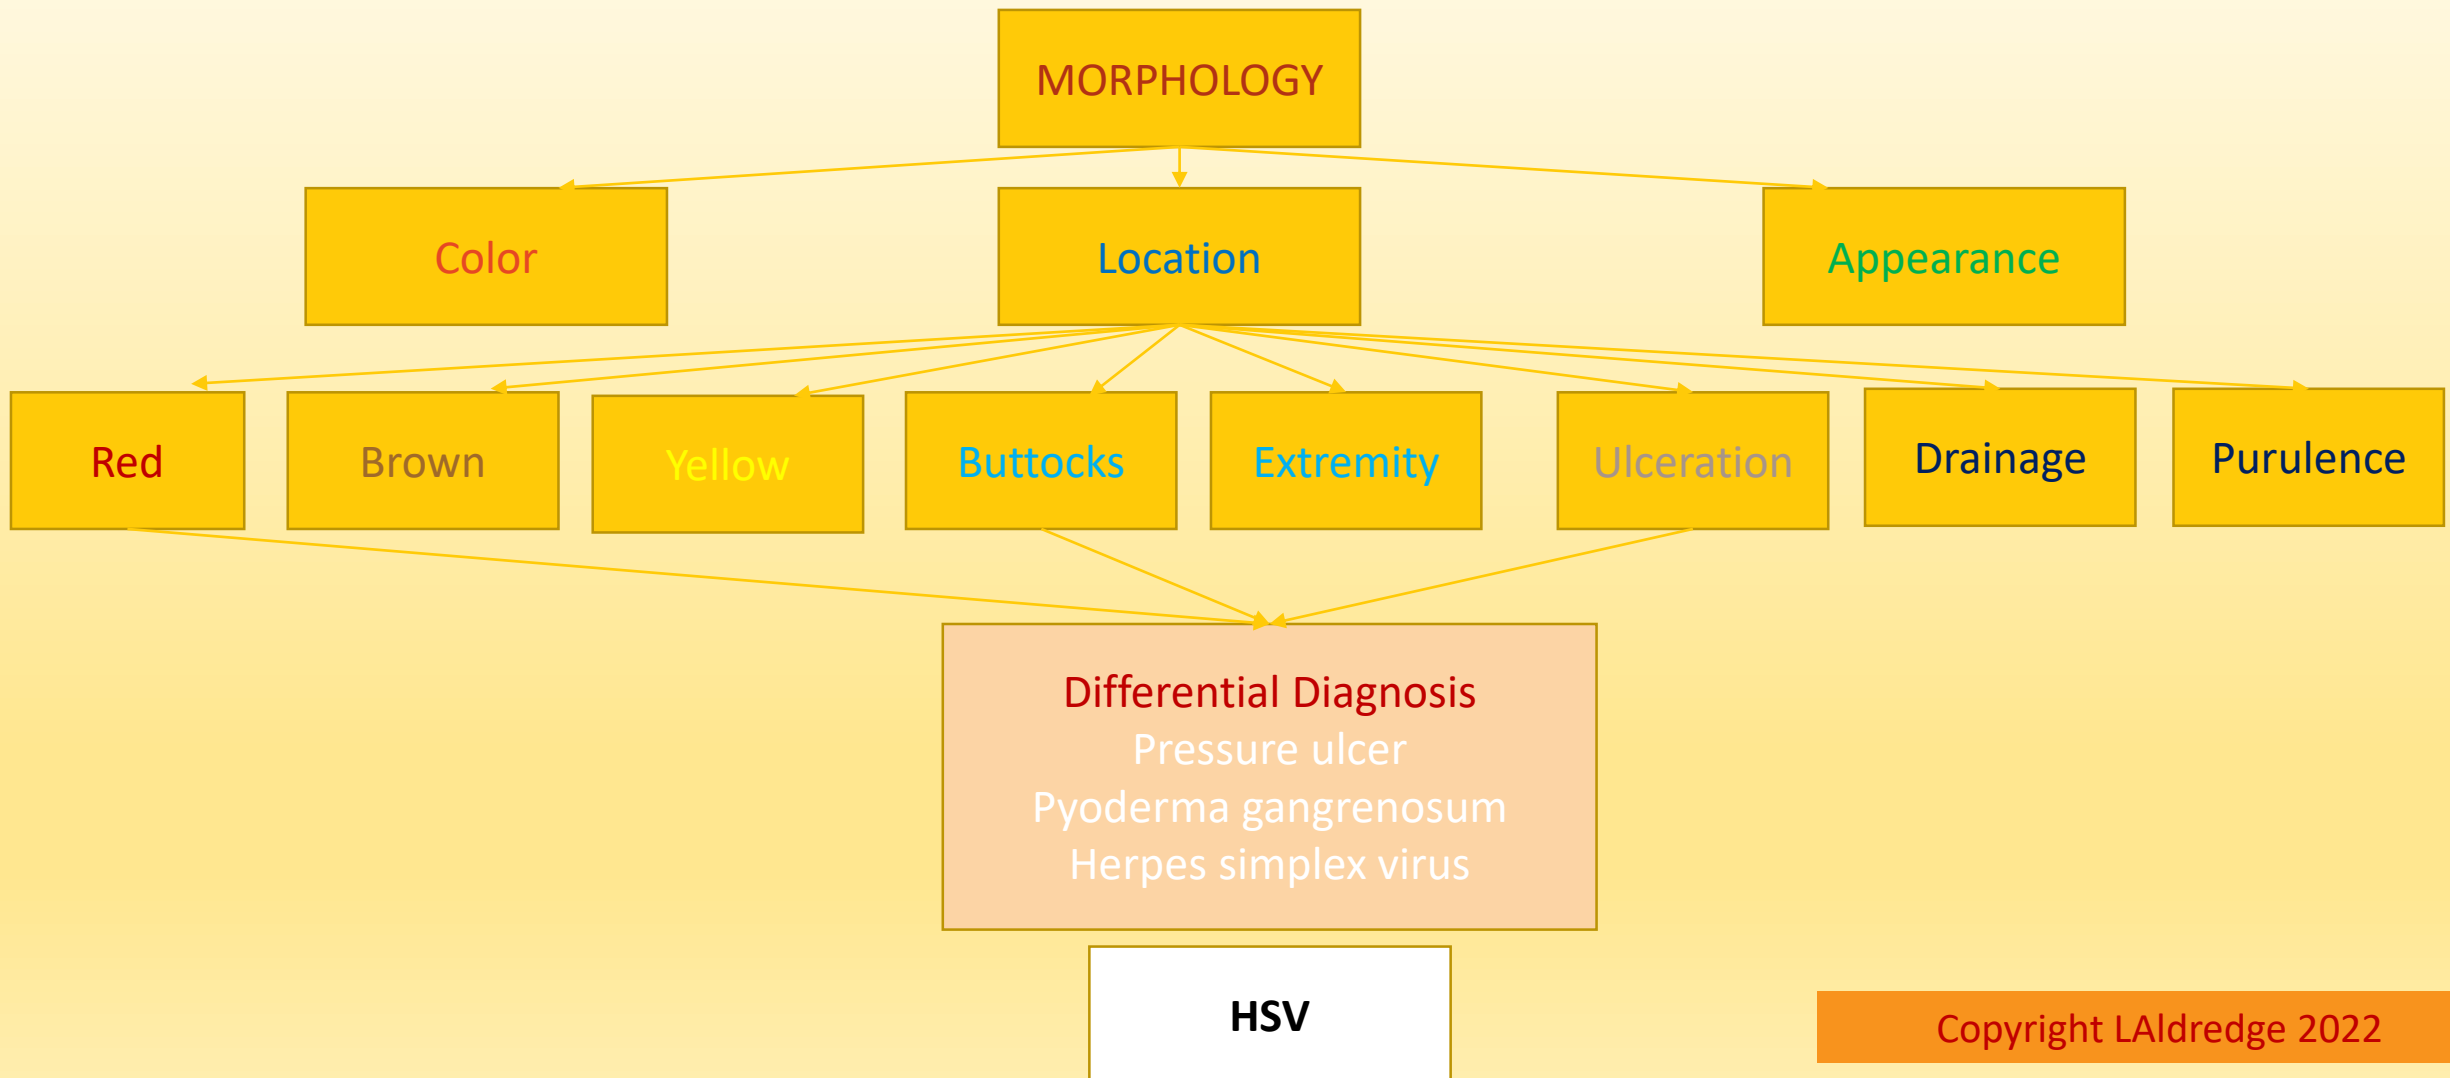 MORPHOLOGY
Color
Location
Appearance
Red
Brown
Yellow
Buttocks
Extremity
Ulceration
Drainage
Purulence
Differential Diagnosis
Pressure ulcer
Pyoderma gangrenosum
Herpes simplex virus
HSV
Copyright LAldredge 2022